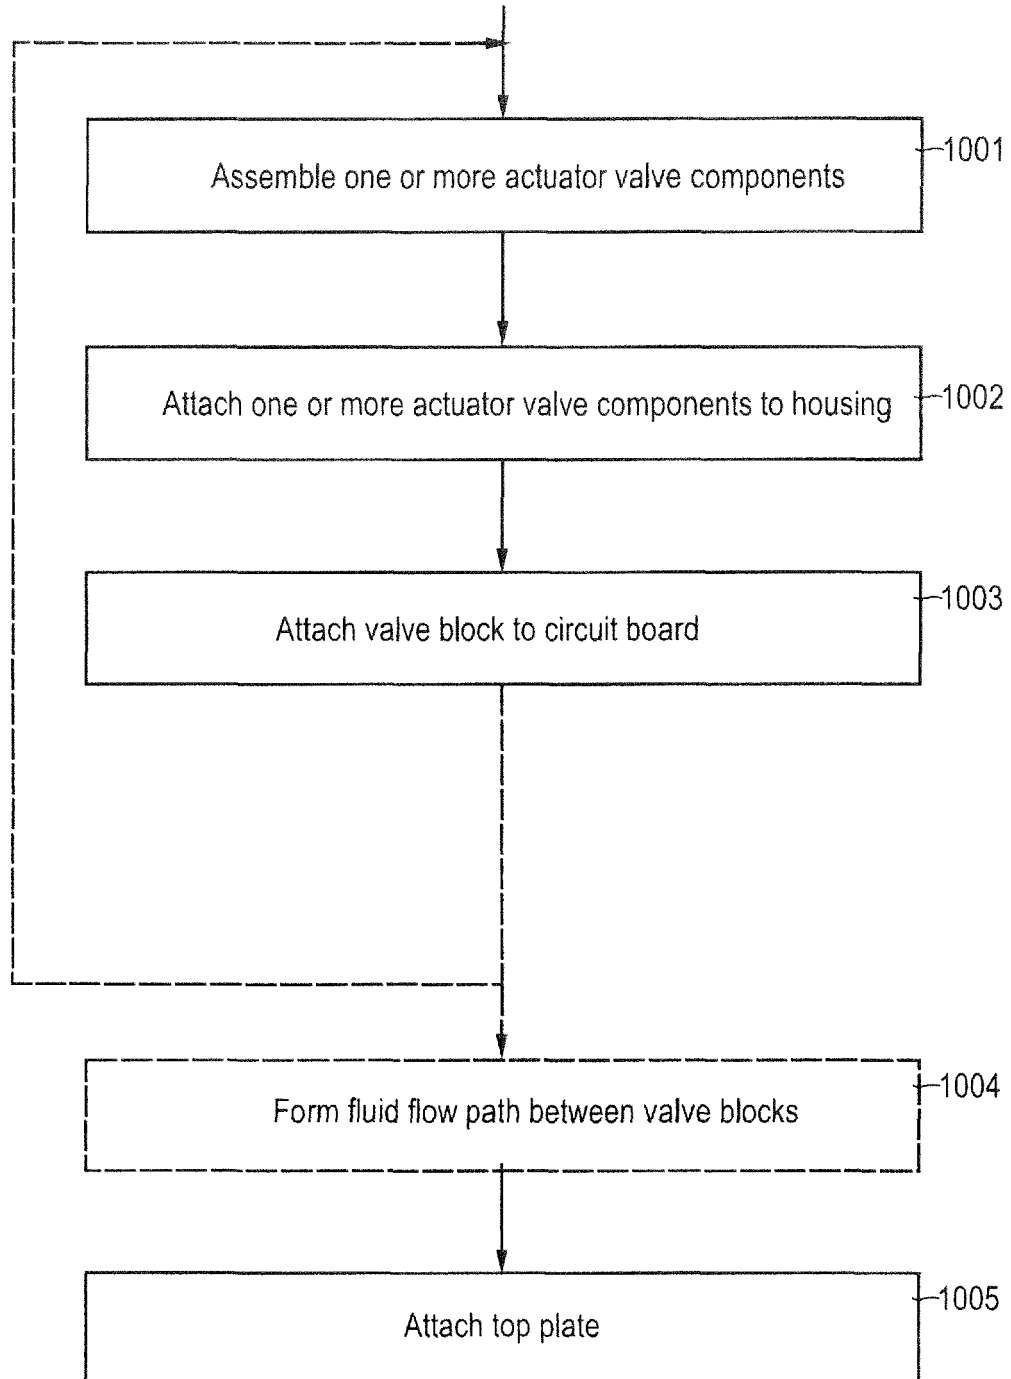 1001
Assemble one or more actuator valve components
1002
Attach one or more actuator valve components to housing
1003
Attach valve block to circuit board
1004
Form fluid flow path between valve blocks
1005
Attach top plate